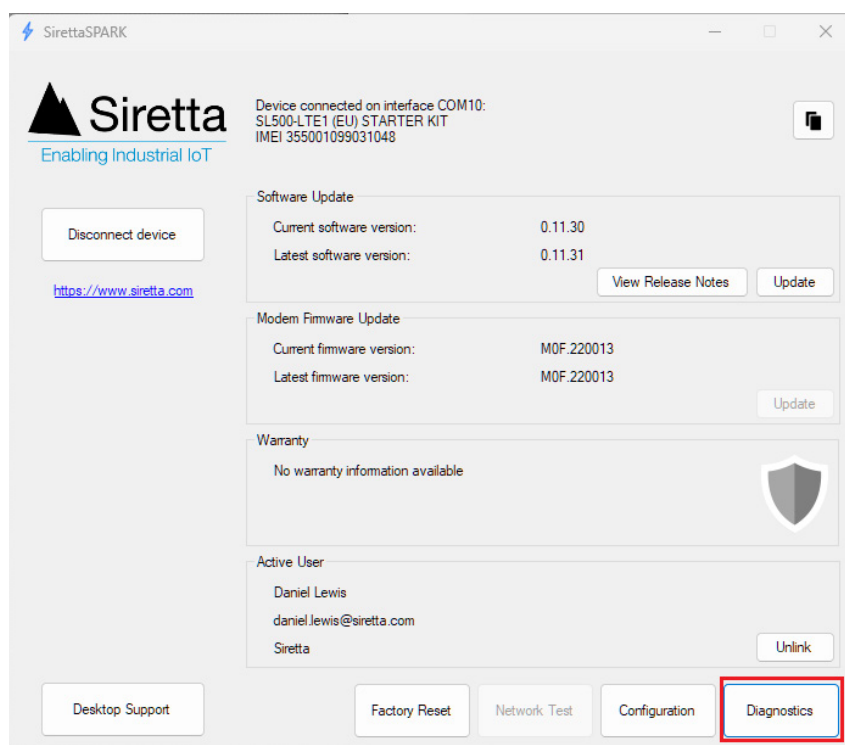 SirettaSPARK
Siretta
Enabling Industrial IoT
Device connected on interface COM10:
SL500-LTE1 (EU) STARTER KIT
IMEI 355001099031048
Disconnect device
https://www.siretta.com
Software Update
Current software version: 0.11.30
Latest software version: 0.11.31
View Release Notes Update
Modem Firmware Update
Current firmware version: M0F.220013
Latest firmware version: M0F.220013
Update
Warranty
No warranty information available
Active User
Daniel Lewis
daniel.lewis@siretta.com
Siretta
Unlink
Desktop Support Factory Reset Network Test Configuration Diagnostics